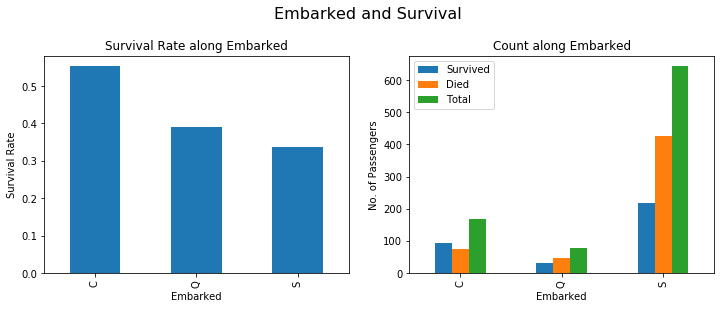 Embarked and Survival
Survival Rate along Embarked
Survival Rate
0.5
0.4
0.3
0.2
0.1
0.0
C
Q
S
Embarked
Count along Embarked
No. of Passengers
600
500
400
300
200
100
0
Survived
Died
Total
C
Q
S
Embarked